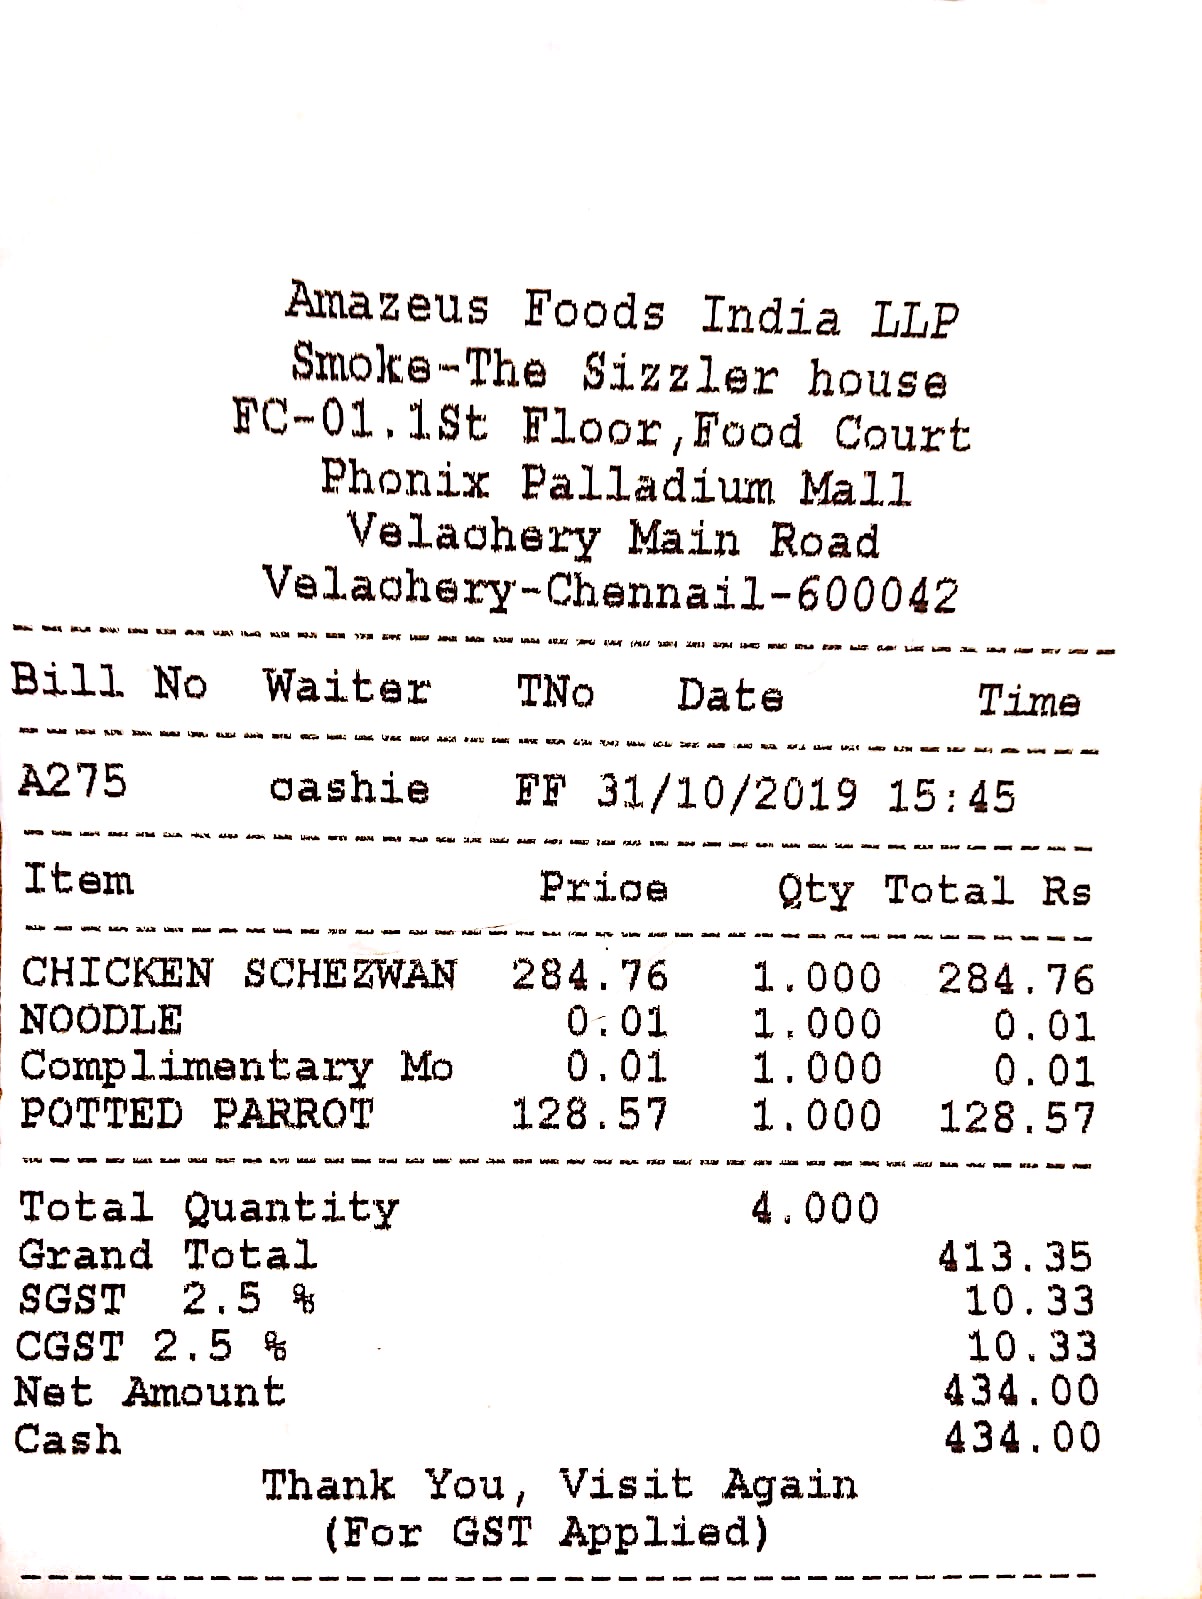 Amazeus Foods India LLP
Smoke-The Sizzler house
FC-01.1St Floor,Food Court
Phonix Palladium Mall
Velachery Main Road
Velachery-Chennail-600042
Bill No Waiter TNo Date Time
A275 cashie FF 31/10/2019 15:45
Item Price Qty Total Rs
CHICKEN SCHEZWAN 284.76 1.000 284.76
NOODLE 0.01 1.000 0.01
Complimentary Mo 0.01 1.000 0.01
POTTED PARROT 128.57 1.000 128.57
Total Quantity 4.000
Grand Total 413.35
SGST 2.5 % 10.33
CGST 2.5 % 10.33
Net Amount 434.00
Cash 434.00
Thank You, Visit Again
(For GST Applied)